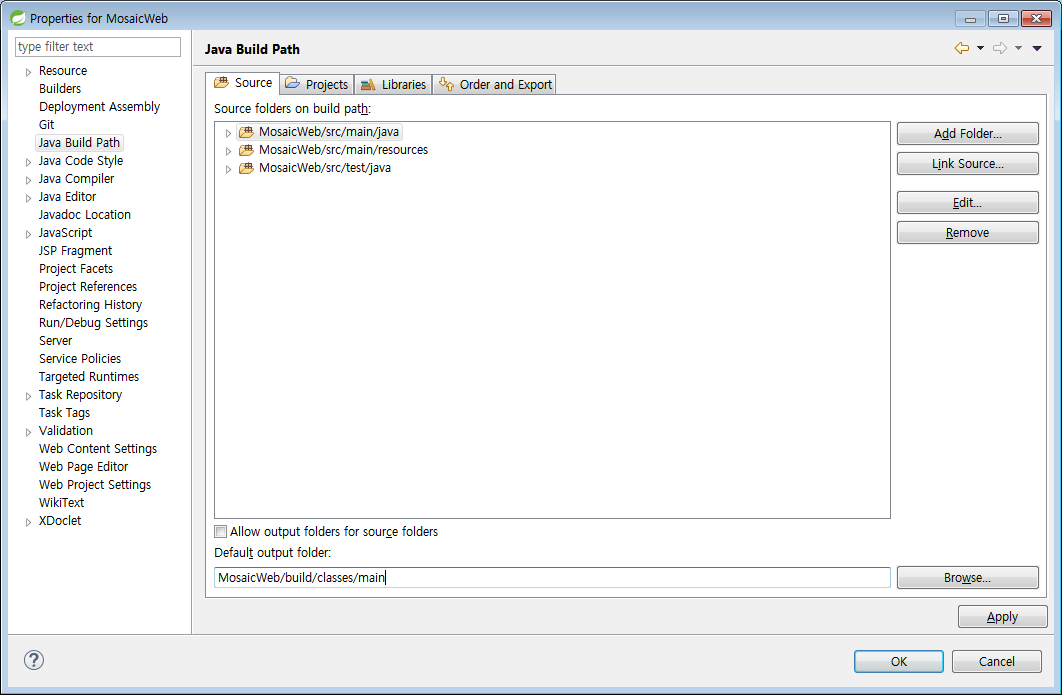 Properties for MosaicWeb
type filter text
Resource
Builders
Deployment Assembly
Git
Java Build Path
Java Code Style
Java Compiler
Java Editor
Javadoc Location
JavaScript
JSP Fragment
Project Facets
Project References
Refactoring History
Run/Debug Settings
Server
Service Policies
Targeted Runtimes
Task Repository
Task Tags
Validation
Web Content Settings
Web Page Editor
Web Project Settings
WikiText
XDoclet
Java Build Path
Source Projects Libraries Order and Export
Source folders on build path:
MosaicWeb/src/main/java
MosaicWeb/src/main/resources
MosaicWeb/src/test/java
Add Folder...
Link Source...
Edit...
Remove
Allow output folders for source folders
Default output folder:
MosaicWeb/build/classes/main
Browse...
Apply
?
OK Cancel